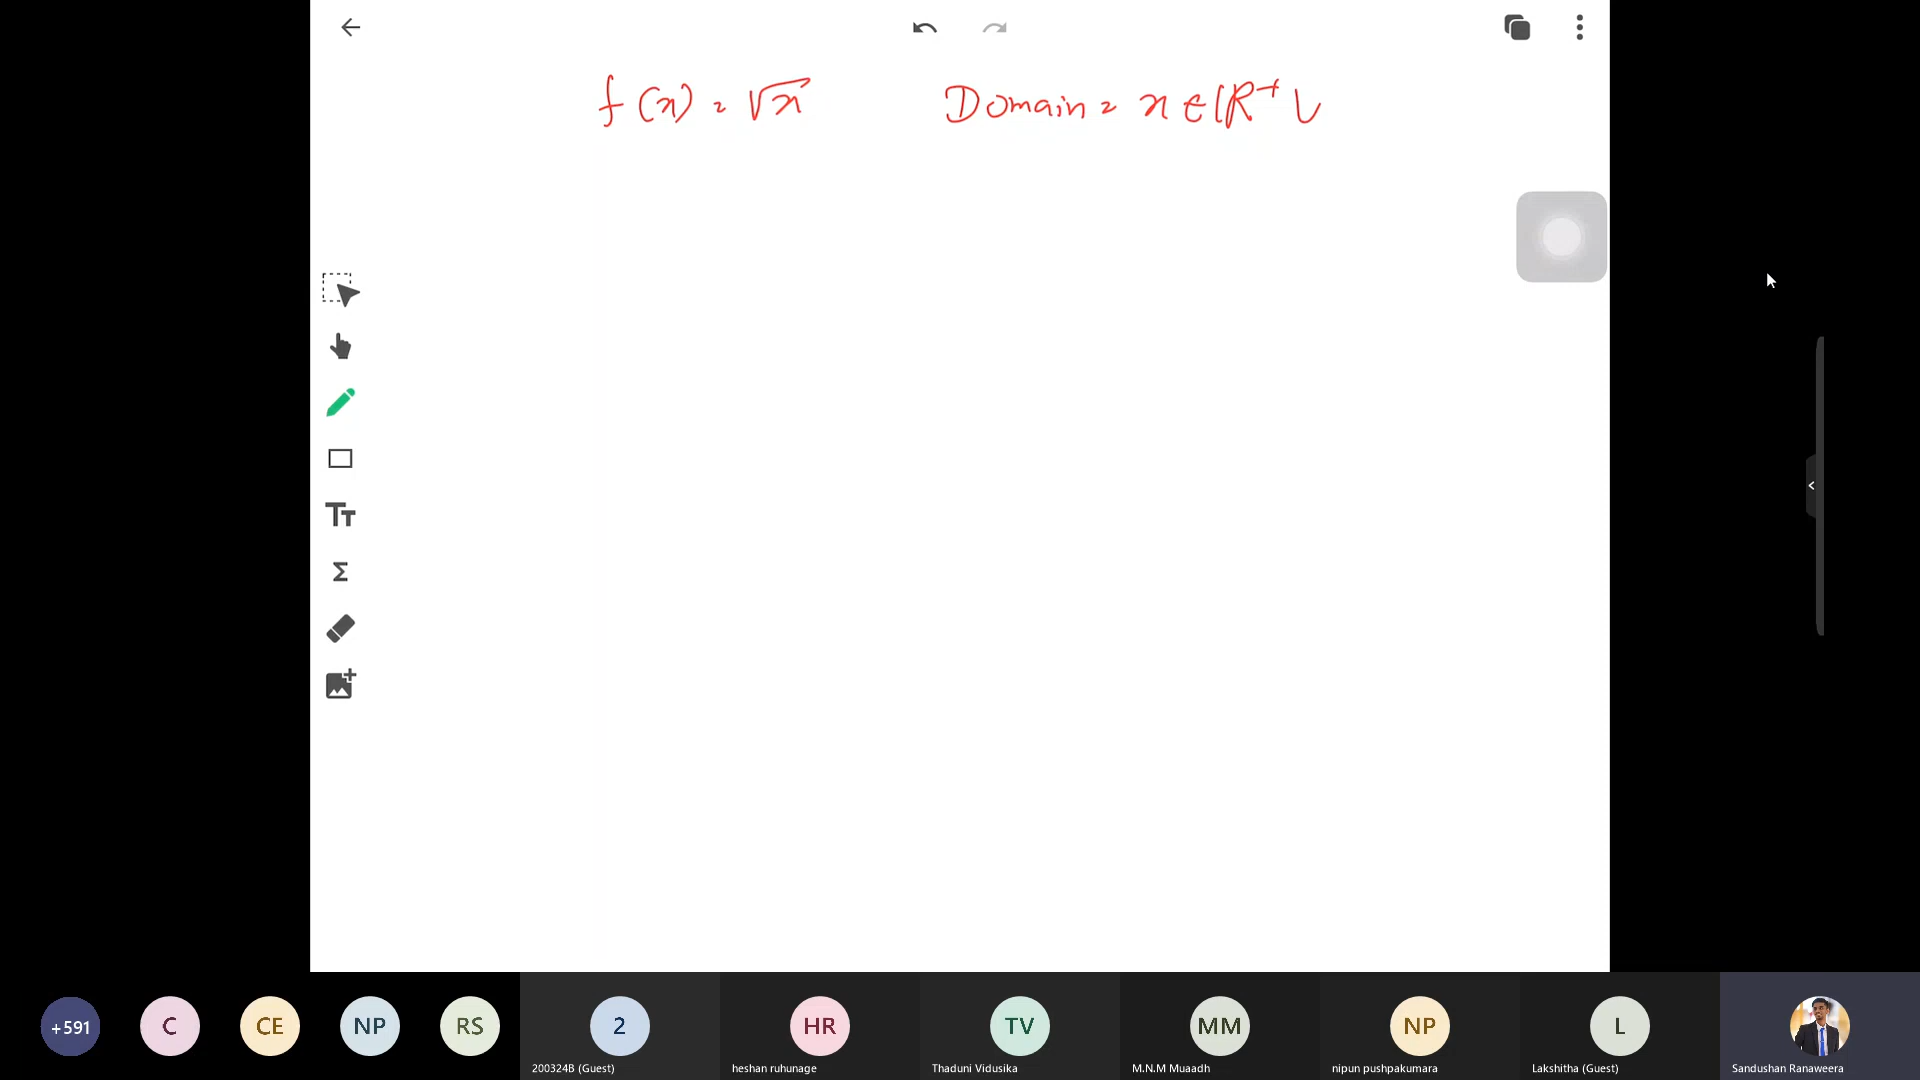 f(x) = √x Domain = x ∈ ℝ⁺ ∪
Tт
Σ
<
+591 C CE NP RS 2 HR TV MM NP L
200324B (Guest) heshan ruhunage Thaduni Vidusika M.N.M Muaadh nipun pushpakumara Lakshitha (Guest) Sandushan Ranaweera